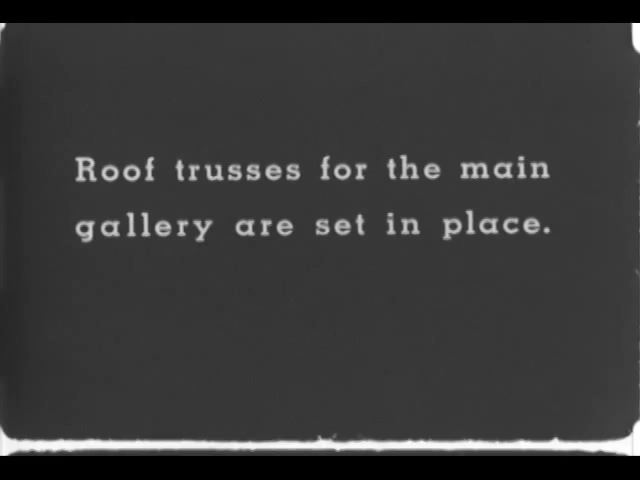 Roof trusses for the main
gallery are set in place.